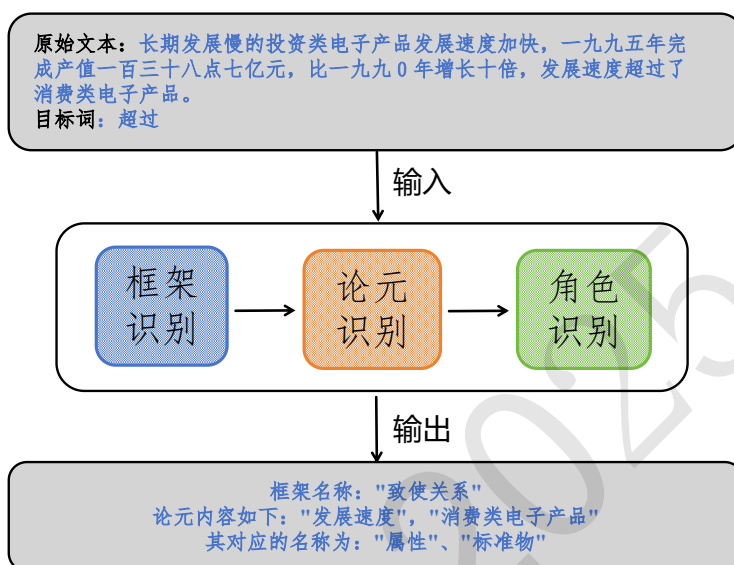 原始文本：长期发展慢的投资类电子产品发展速度加快，一九九五年完
成产值一百三十八点七亿元，比一九九０年增长十倍，发展速度超过了
消费类电子产品。
目标词：超过
输入
框架
识别
论元
识别
角色
识别
输出
框架名称："致使关系"
论元内容如下："发展速度"，"消费类电子产品"
其对应的名称为："属性"、"标准物"
2025